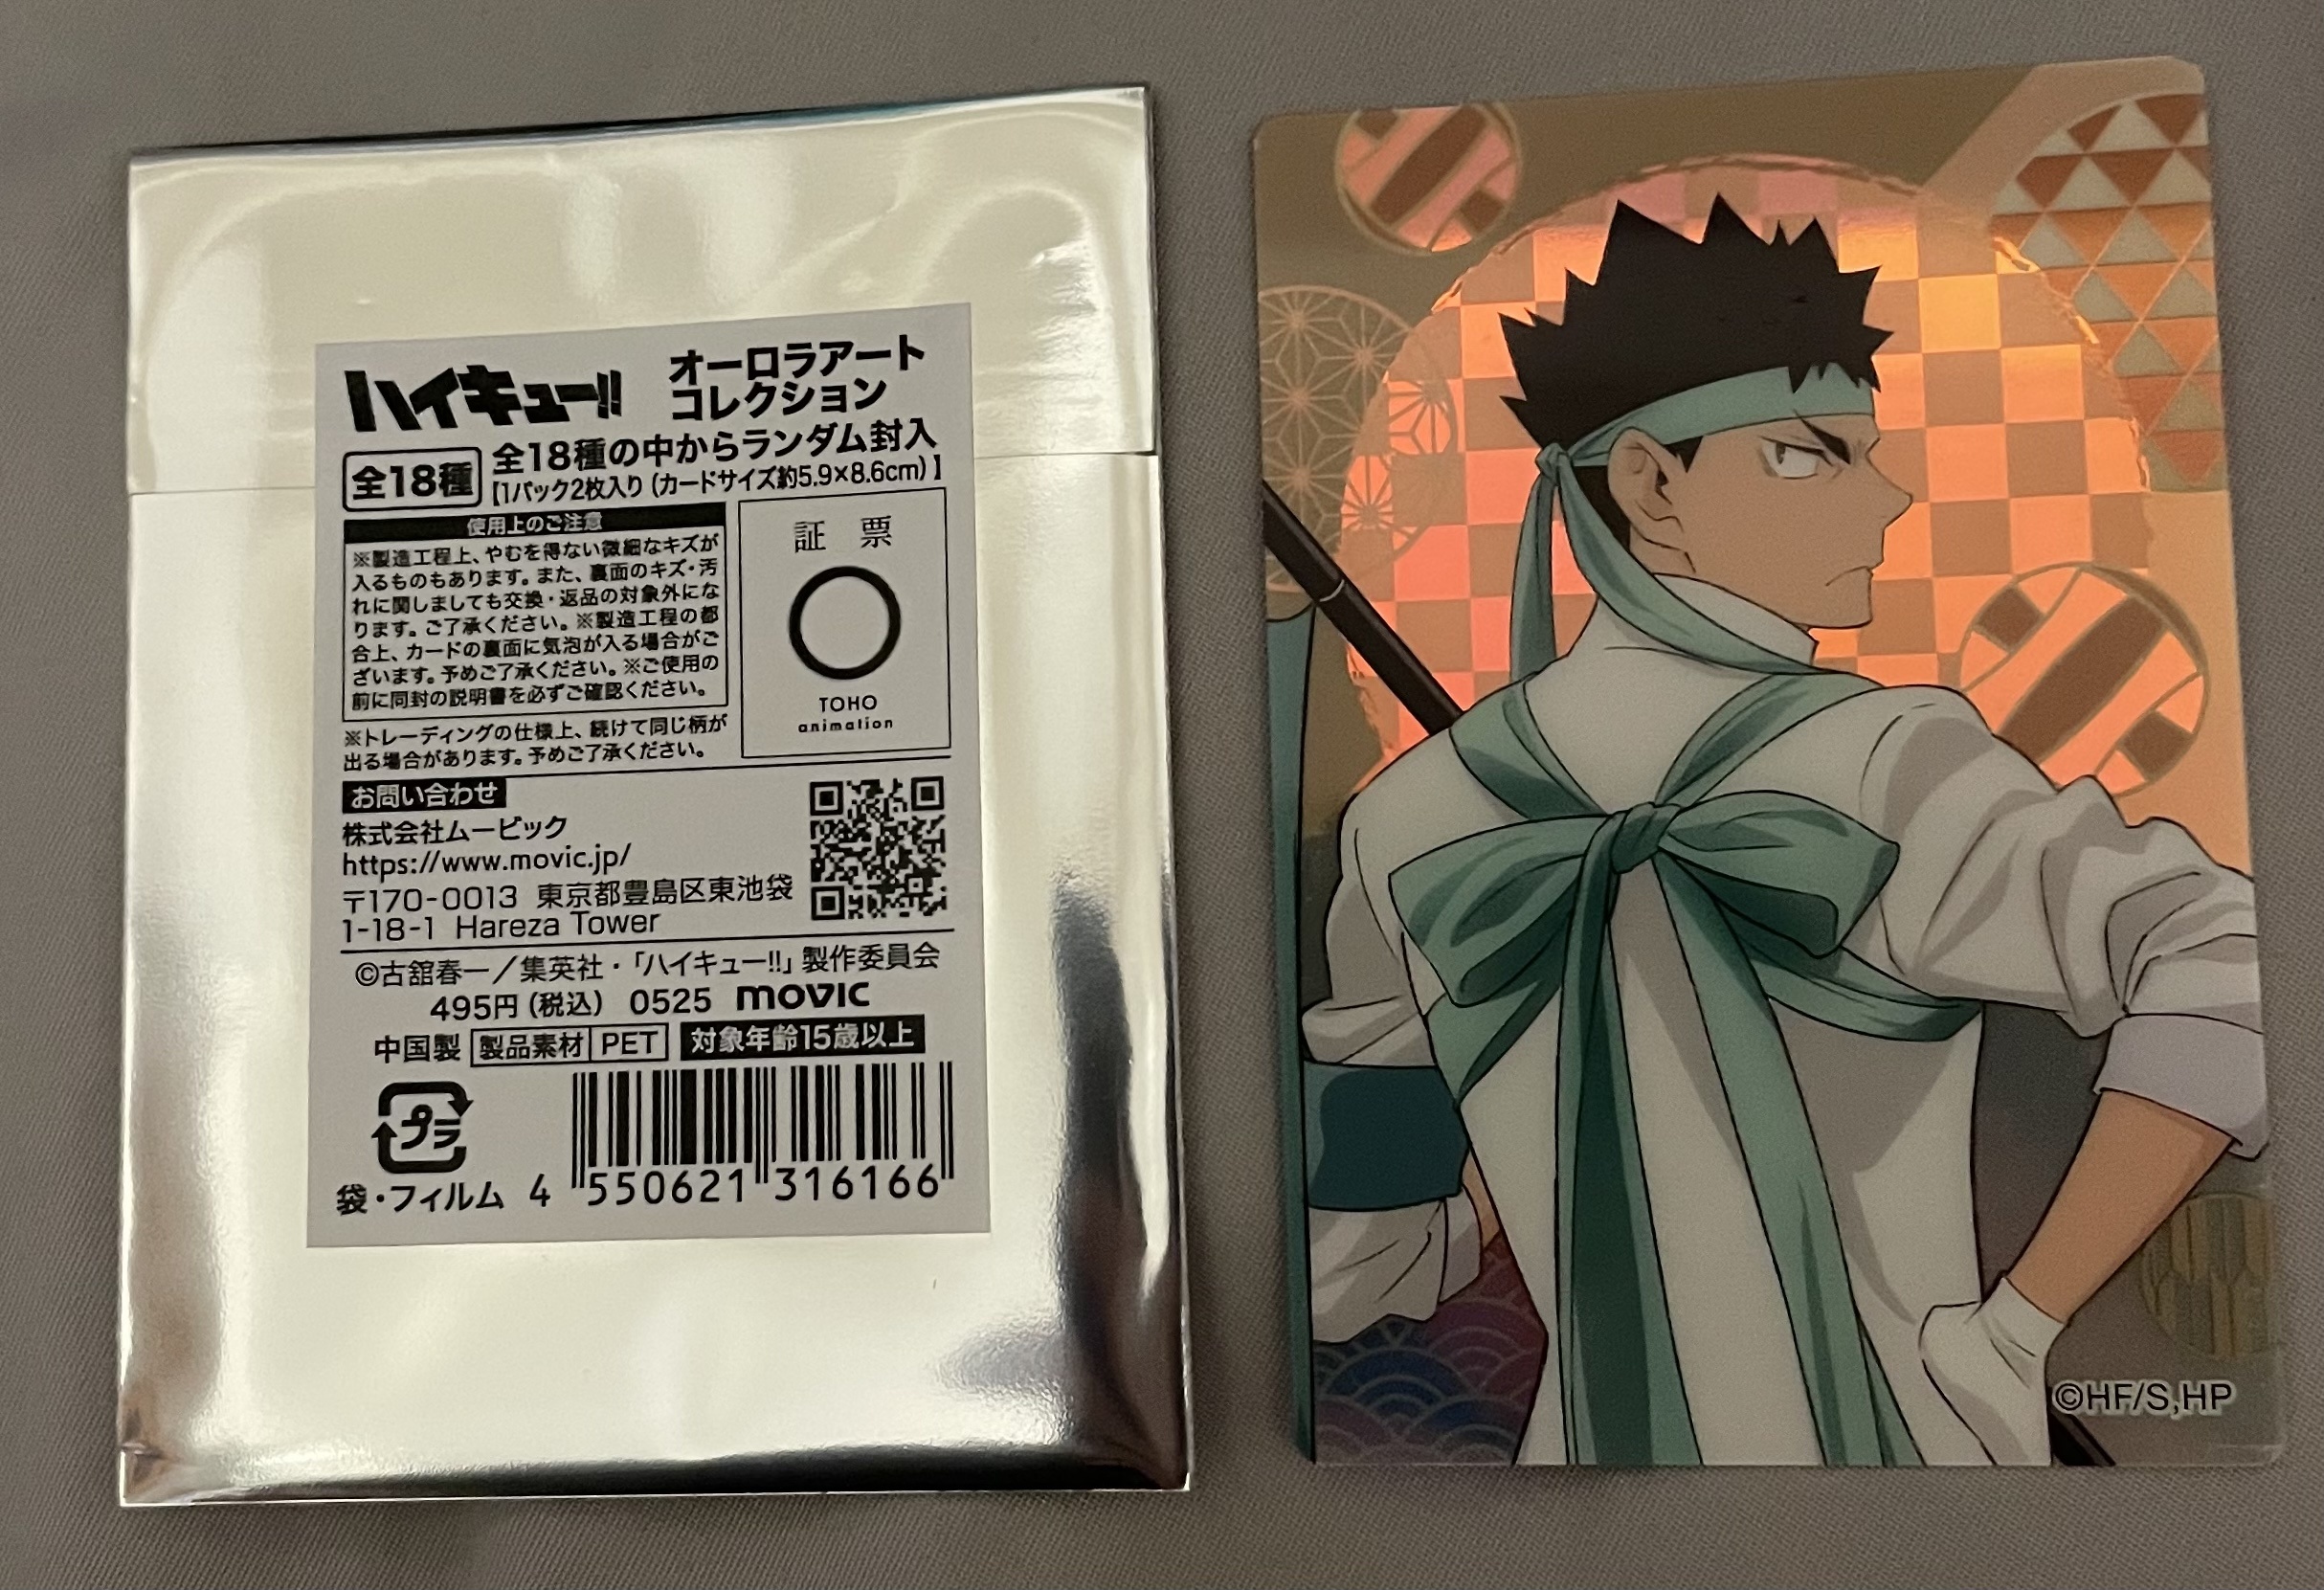 ハイキュー!!
オーロラアート
コレクション
全18種
全18種の中からランダム封入
【1パック2枚入り(カードサイズ約5.9×8.6cm)】
使用上のご注意
※製造工程上、やむを得ない微細なキズが
入るものもあります。また、裏面のキズ・汚
れに関しましても交換・返品の対象外にな
ります。ご了承ください。※製造工程の都
合上、カードの裏面に気泡が入る場合がご
ざいます。予めご了承ください。※ご使用の
前に同封の説明書を必ずご確認ください。
※トレーディングの仕様上、続けて同じ柄が
出る場合があります。予めご了承ください。
証 票
TOHO
animation
お問い合わせ
株式会社ムービック
https://www.movic.jp/
〒170-0013 東京都豊島区東池袋
1-18-1 Hareza Tower
©古舘春一/集英社・「ハイキュー!!」製作委員会
495円(税込) 0525 movic
中国製 製品素材 PET 対象年齢15歳以上
プラ
袋・フィルム
4 550621 316166
©HF/S,HP